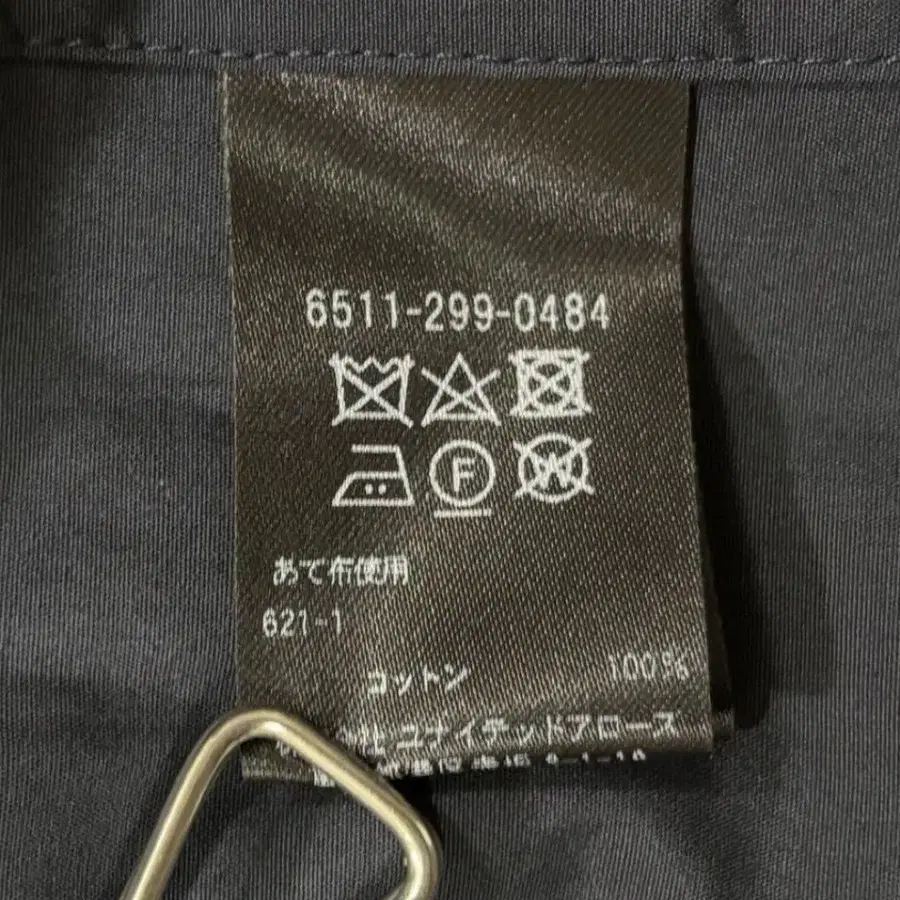 6511-299-0484
F
W
あて布使用
621-1
コットン 100%
社 ユナイテッドアローズ